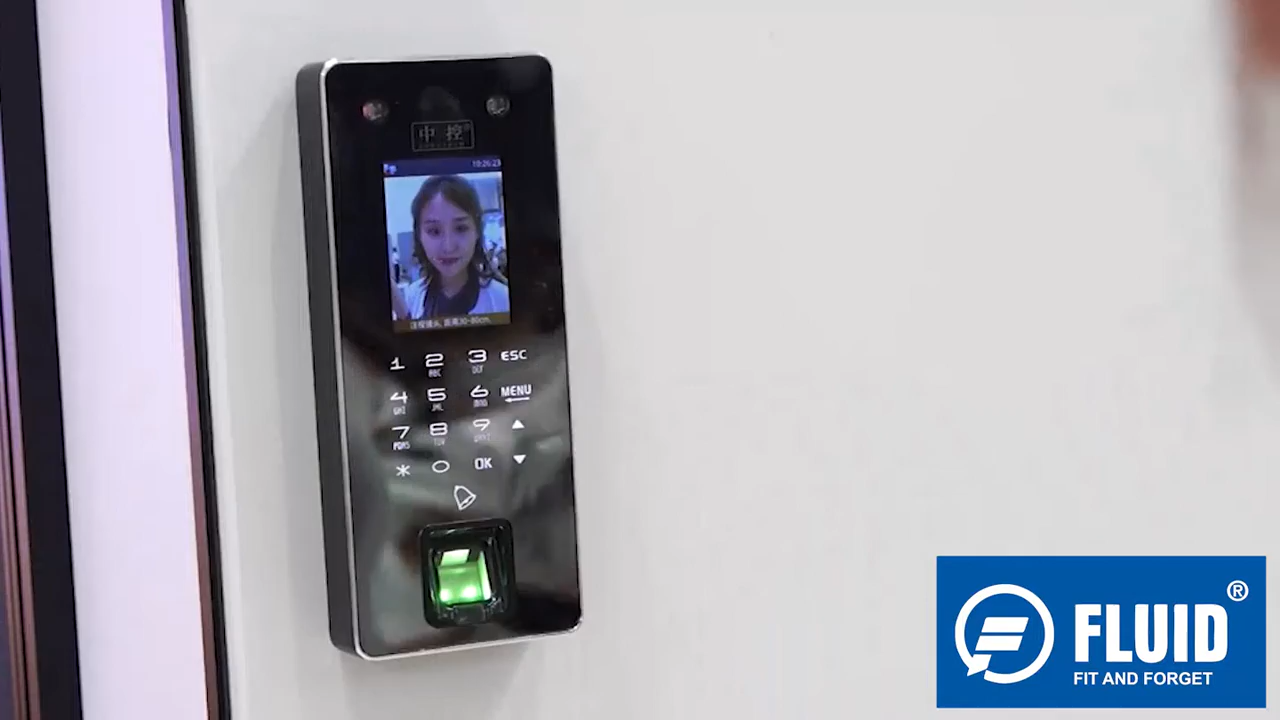 中控®
10:26:23
1 2 3 ESC
ABC DEF
4 5 6 MENU
GHI JKL MNO
7 8 9
PQRS TUV WXYZ
* 0 OK
FLUID®
FIT AND FORGET